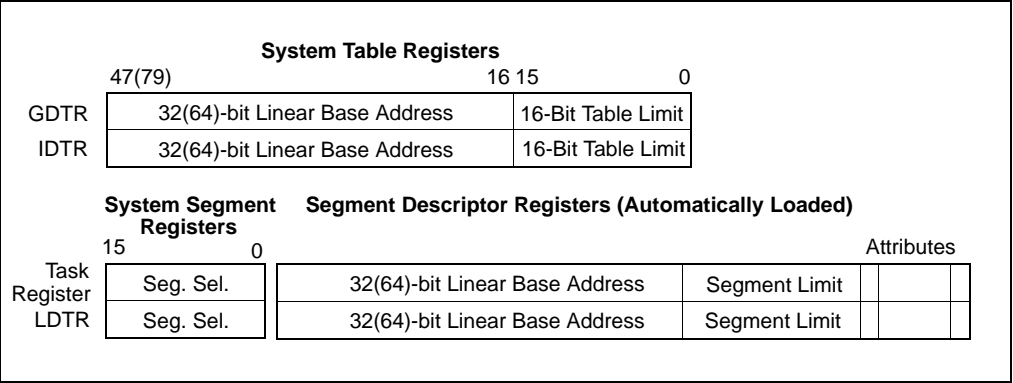 System Table Registers
47(79) 16 15 0
GDTR 32(64)-bit Linear Base Address 16-Bit Table Limit
IDTR 32(64)-bit Linear Base Address 16-Bit Table Limit
System Segment Segment Descriptor Registers (Automatically Loaded)
Registers
15 0 Attributes
Task
Register Seg. Sel. 32(64)-bit Linear Base Address Segment Limit
LDTR Seg. Sel. 32(64)-bit Linear Base Address Segment Limit